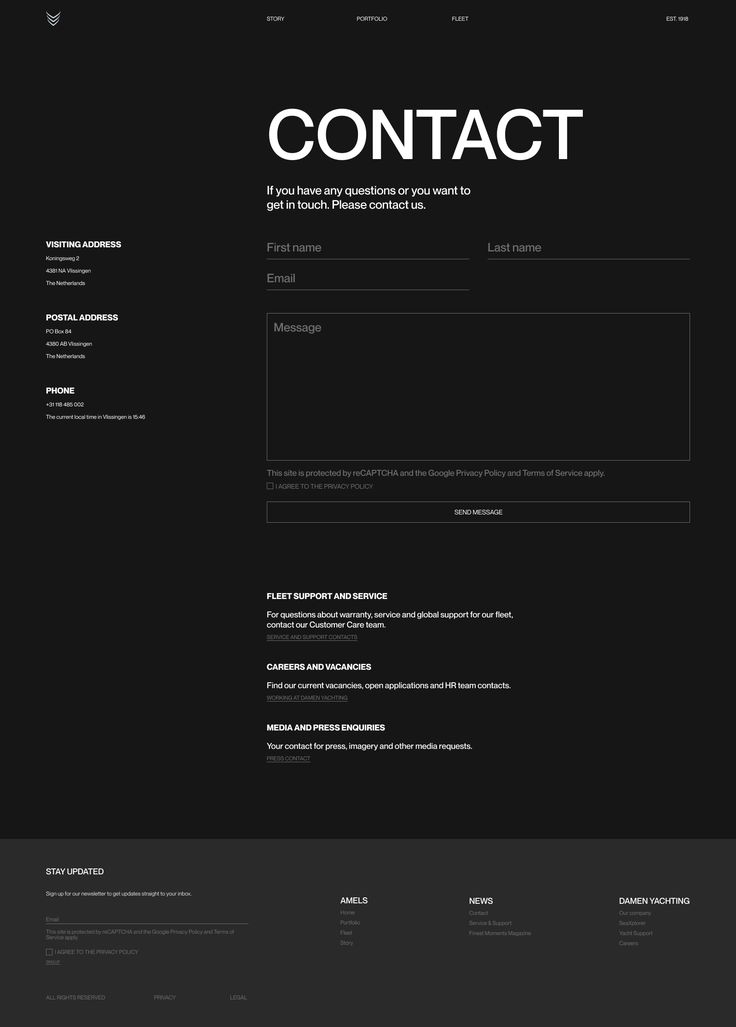 STORY
PORTFOLIO
FLEET
EST. 1918
CONTACT
If you have any questions or you want to
get in touch. Please contact us.
VISITING ADDRESS
Koningsweg 2
4381 NA Vlissingen
The Netherlands
POSTAL ADDRESS
PO Box 84
4380 AB Vlissingen
The Netherlands
PHONE
+31 118 485 002
The current local time in Vlissingen is 15:46
First name
Last name
Email
Message
This site is protected by reCAPTCHA and the Google Privacy Policy and Terms of Service apply.
I AGREE TO THE PRIVACY POLICY
SEND MESSAGE
FLEET SUPPORT AND SERVICE
For questions about warranty, service and global support for our fleet,
contact our Customer Care team.
SERVICE AND SUPPORT CONTACTS
CAREERS AND VACANCIES
Find our current vacancies, open applications and HR team contacts.
WORKING AT DAMEN YACHTING
MEDIA AND PRESS ENQUIRIES
Your contact for press, imagery and other media requests.
PRESS CONTACT
STAY UPDATED
Sign up for our newsletter to get updates straight to your inbox.
Email
This site is protected by reCAPTCHA and the Google Privacy Policy and Terms of
Service apply.
I AGREE TO THE PRIVACY POLICY
SIGN UP
ALL RIGHTS RESERVED
PRIVACY
LEGAL
AMELS
Home
Portfolio
Fleet
Story
NEWS
Contact
Service & Support
Finest Moments Magazine
DAMEN YACHTING
Our company
SeaXplorer
Yacht Support
Careers